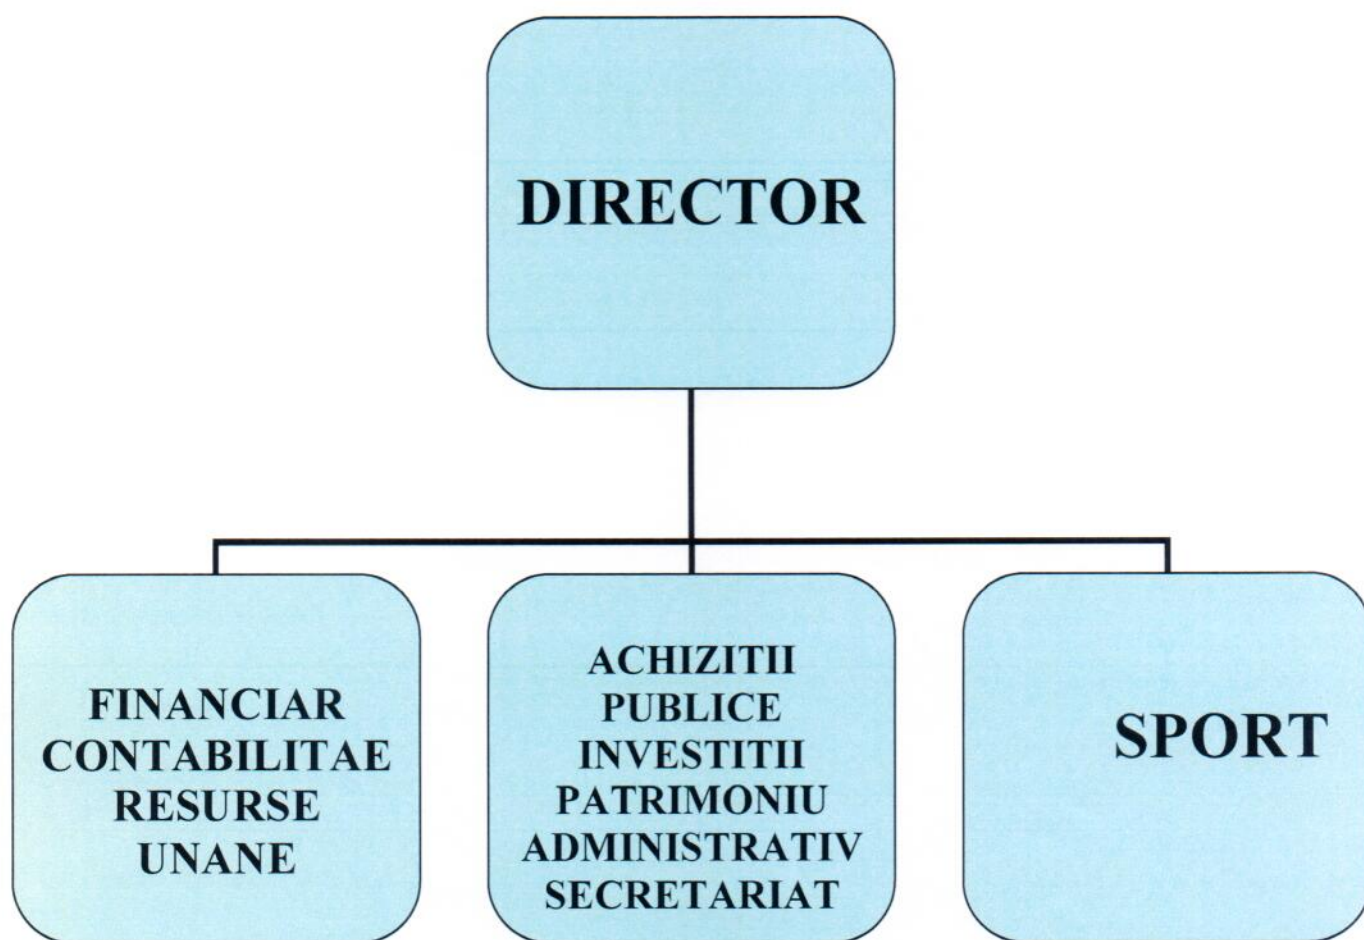 DIRECTOR
FINANCIAR
CONTABILITAE
RESURSE
UNANE
ACHIZITII
PUBLICE
INVESTITII
PATRIMONIU
ADMINISTRATIV
SECRETARIAT
SPORT